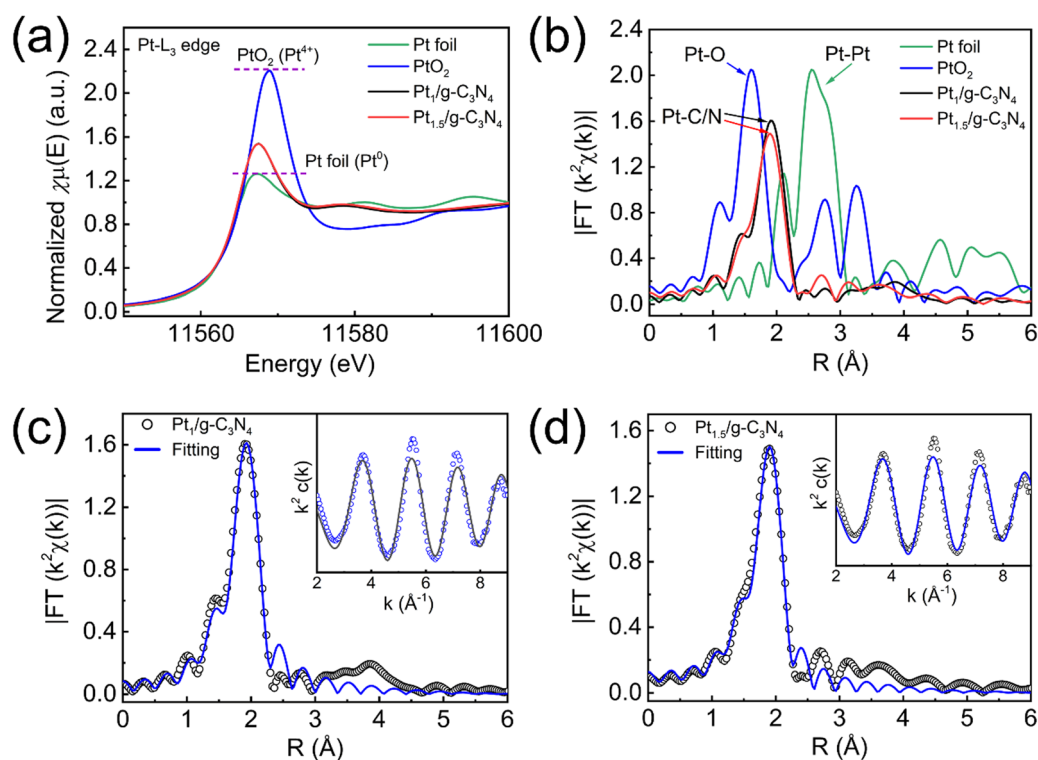 (a)
Pt-L₃ edge
PtO₂ (Pt⁴⁺)
Pt foil
PtO₂
Pt₁/g-C₃N₄
Pt₁.₅/g-C₃N₄
Pt foil (Pt⁰)
Normalized χμ(E) (a.u.)
2.4
2.0
1.6
1.2
0.8
0.4
0.0
11560
11580
11600
Energy (eV)
(b)
Pt-O
Pt-Pt
Pt-C/N
Pt foil
PtO₂
Pt₁/g-C₃N₄
Pt₁.₅/g-C₃N₄
|FT (k²χ(k))|
2.4
2.0
1.6
1.2
0.8
0.4
0.0
0
1
2
3
4
5
6
R (Å)
(c)
Pt₁/g-C₃N₄
Fitting
|FT (k²χ(k))|
1.6
1.2
0.8
0.4
0.0
0
1
2
3
4
5
6
R (Å)
k² c(k)
2
4
6
8
k (Å⁻¹)
(d)
Pt₁.₅/g-C₃N₄
Fitting
|FT (k²χ(k))|
1.6
1.2
0.8
0.4
0.0
0
1
2
3
4
5
6
R (Å)
k² c(k)
2
4
6
8
k (Å⁻¹)